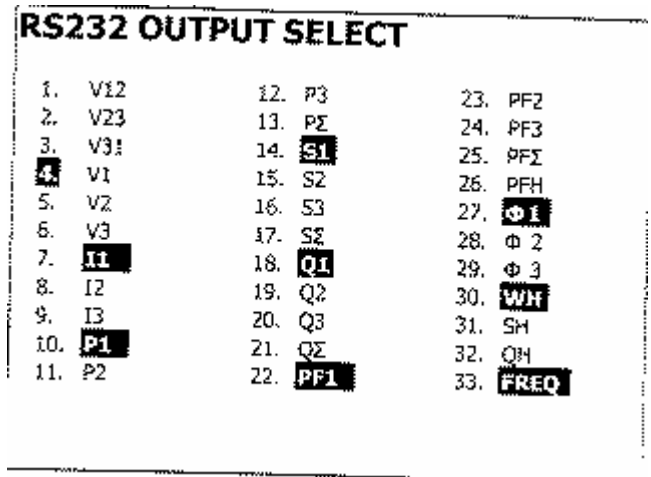 RS232 OUTPUT SELECT
1. V12
2. V23
3. V31
4. V1
5. V2
6. V3
7. I1
8. I2
9. I3
10. P1
11. P2
12. P3
13. PΣ
14. S1
15. S2
16. S3
17. SΣ
18. Q1
19. Q2
20. Q3
21. QΣ
22. PF1
23. PF2
24. PF3
25. PFΣ
26. PFH
27. Φ1
28. Φ 2
29. Φ 3
30. WH
31. SH
32. QH
33. FREQ